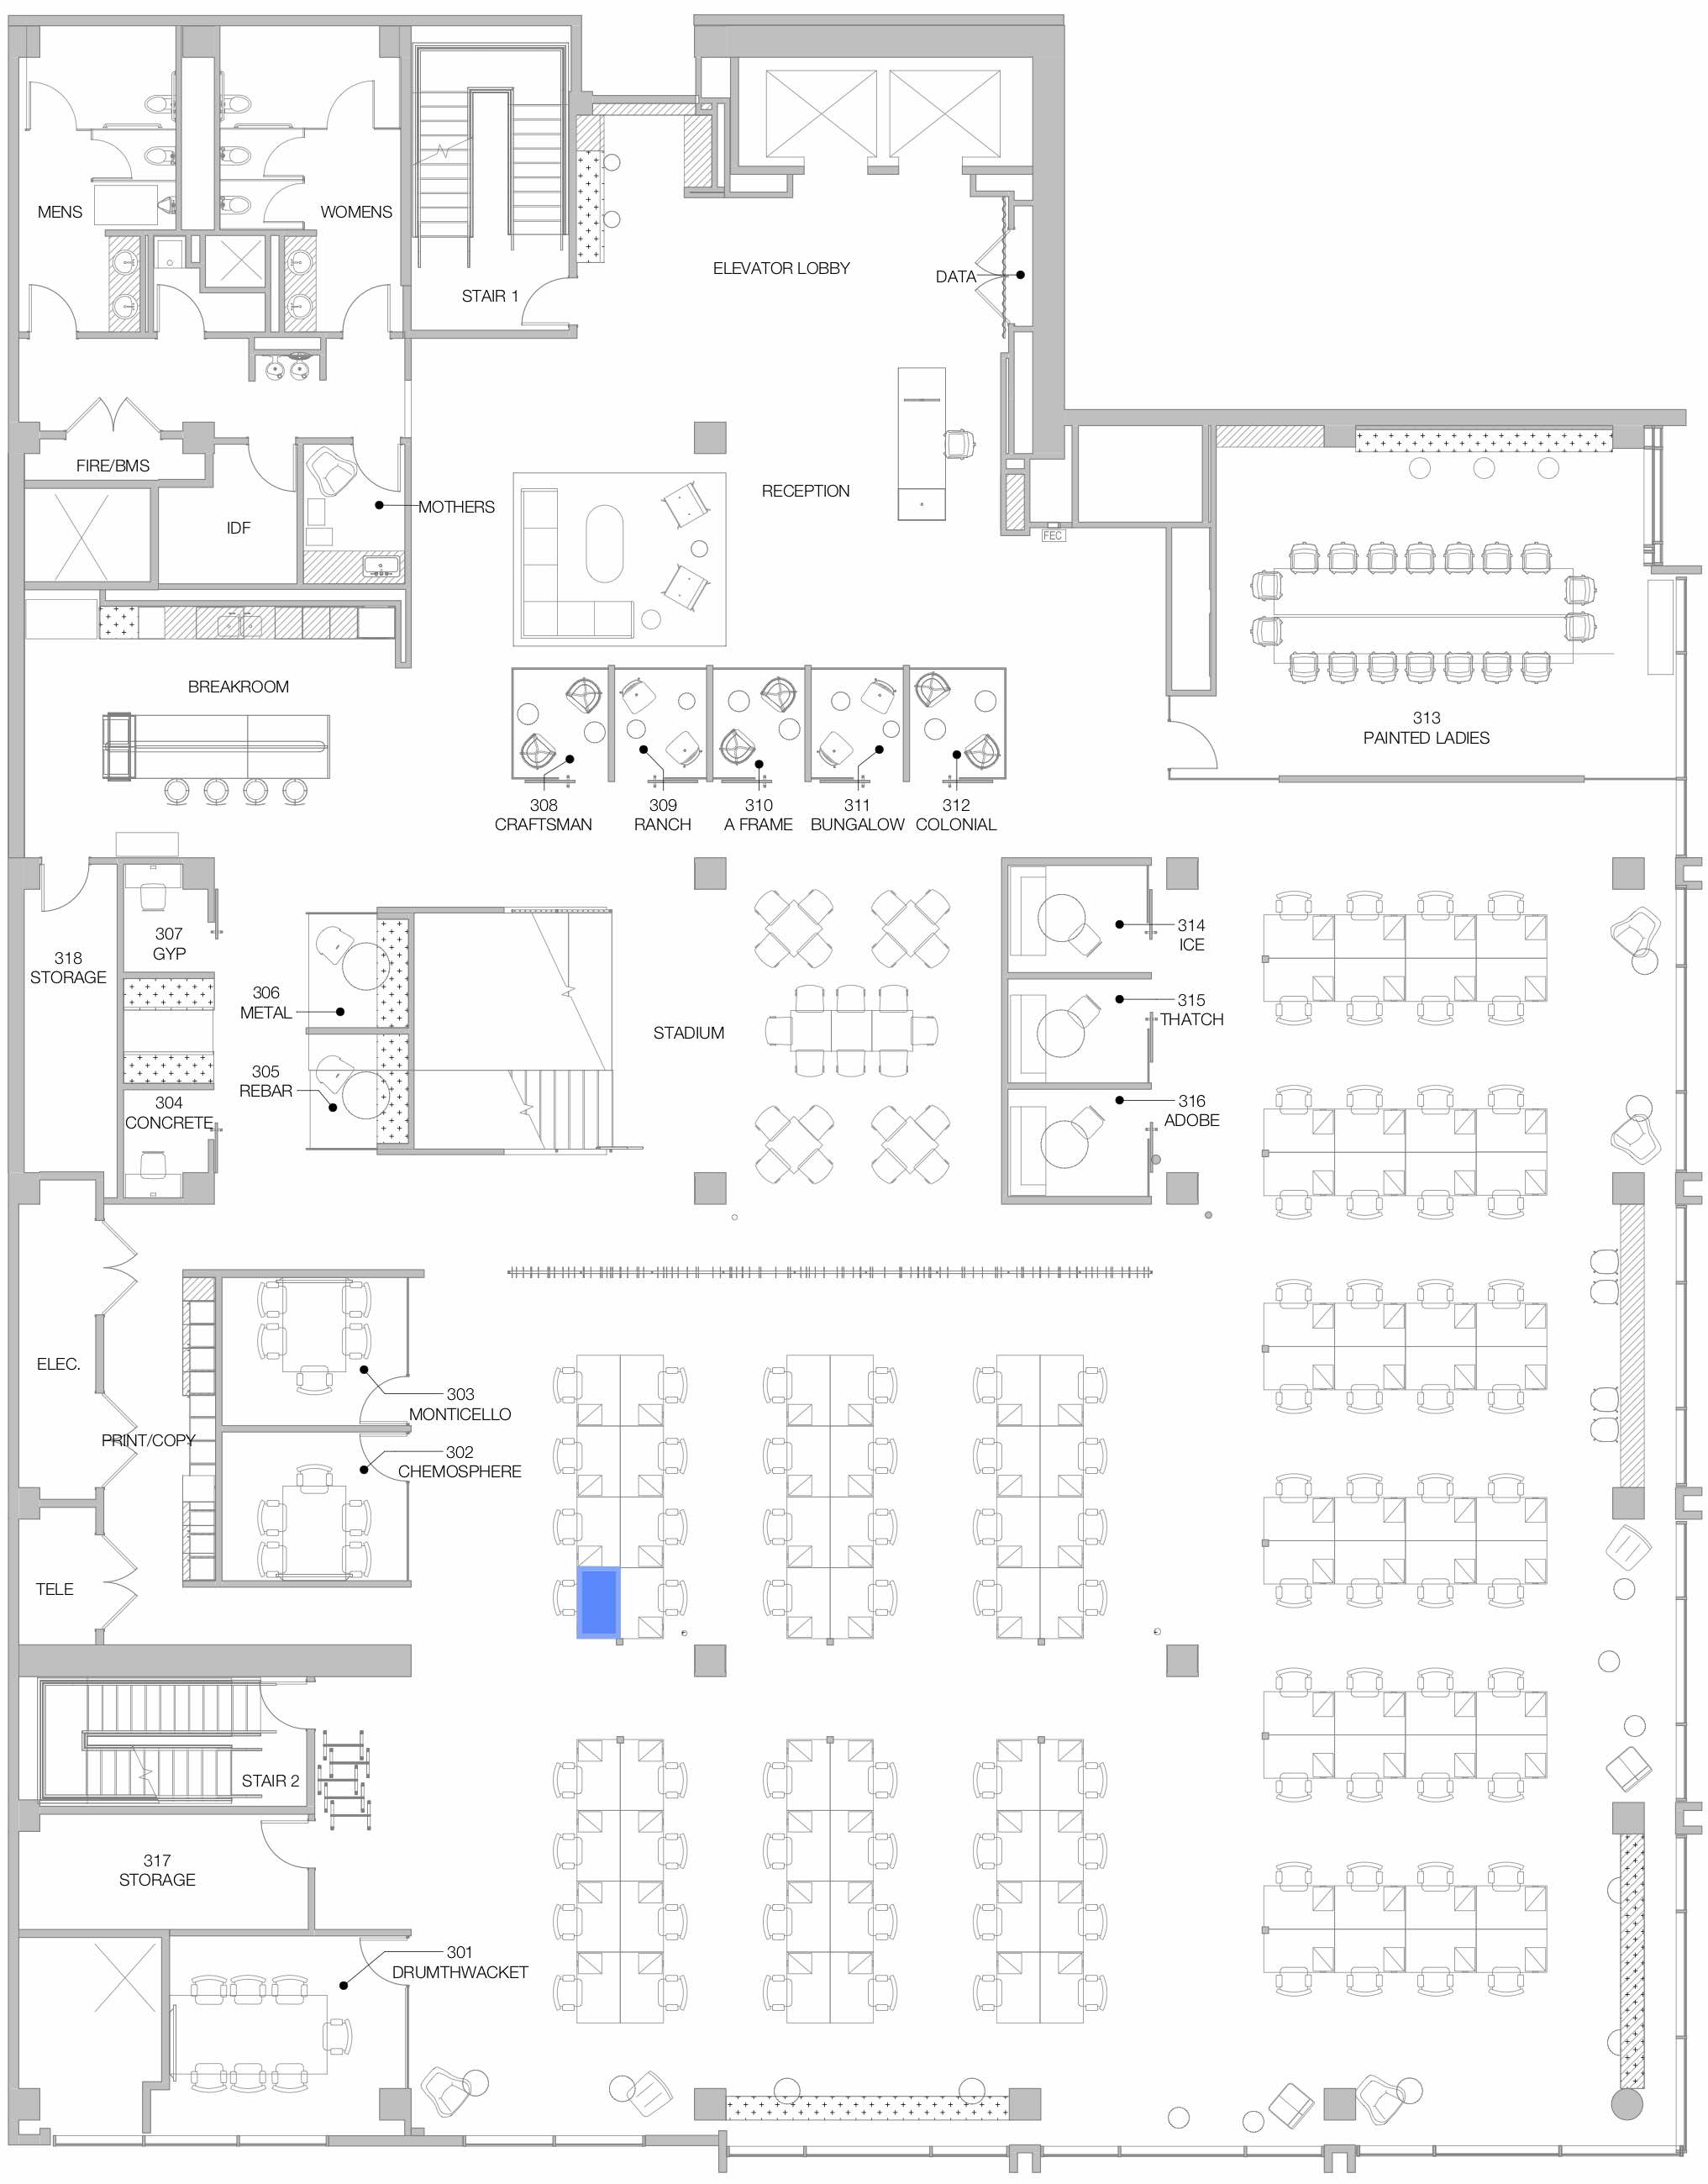 MENS
WOMENS
STAIR 1
ELEVATOR LOBBY
DATA
FIRE/BMS
IDF
MOTHERS
RECEPTION
FEC
BREAKROOM
313
PAINTED LADIES
308
CRAFTSMAN
309
RANCH
310
A FRAME
311
BUNGALOW
312
COLONIAL
307
GYP
318
STORAGE
306
METAL
305
REBAR
304
CONCRETE
STADIUM
314
ICE
315
THATCH
316
ADOBE
ELEC.
303
MONTICELLO
PRINT/COPY
302
CHEMOSPHERE
TELE
STAIR 2
317
STORAGE
301
DRUMTHWACKET